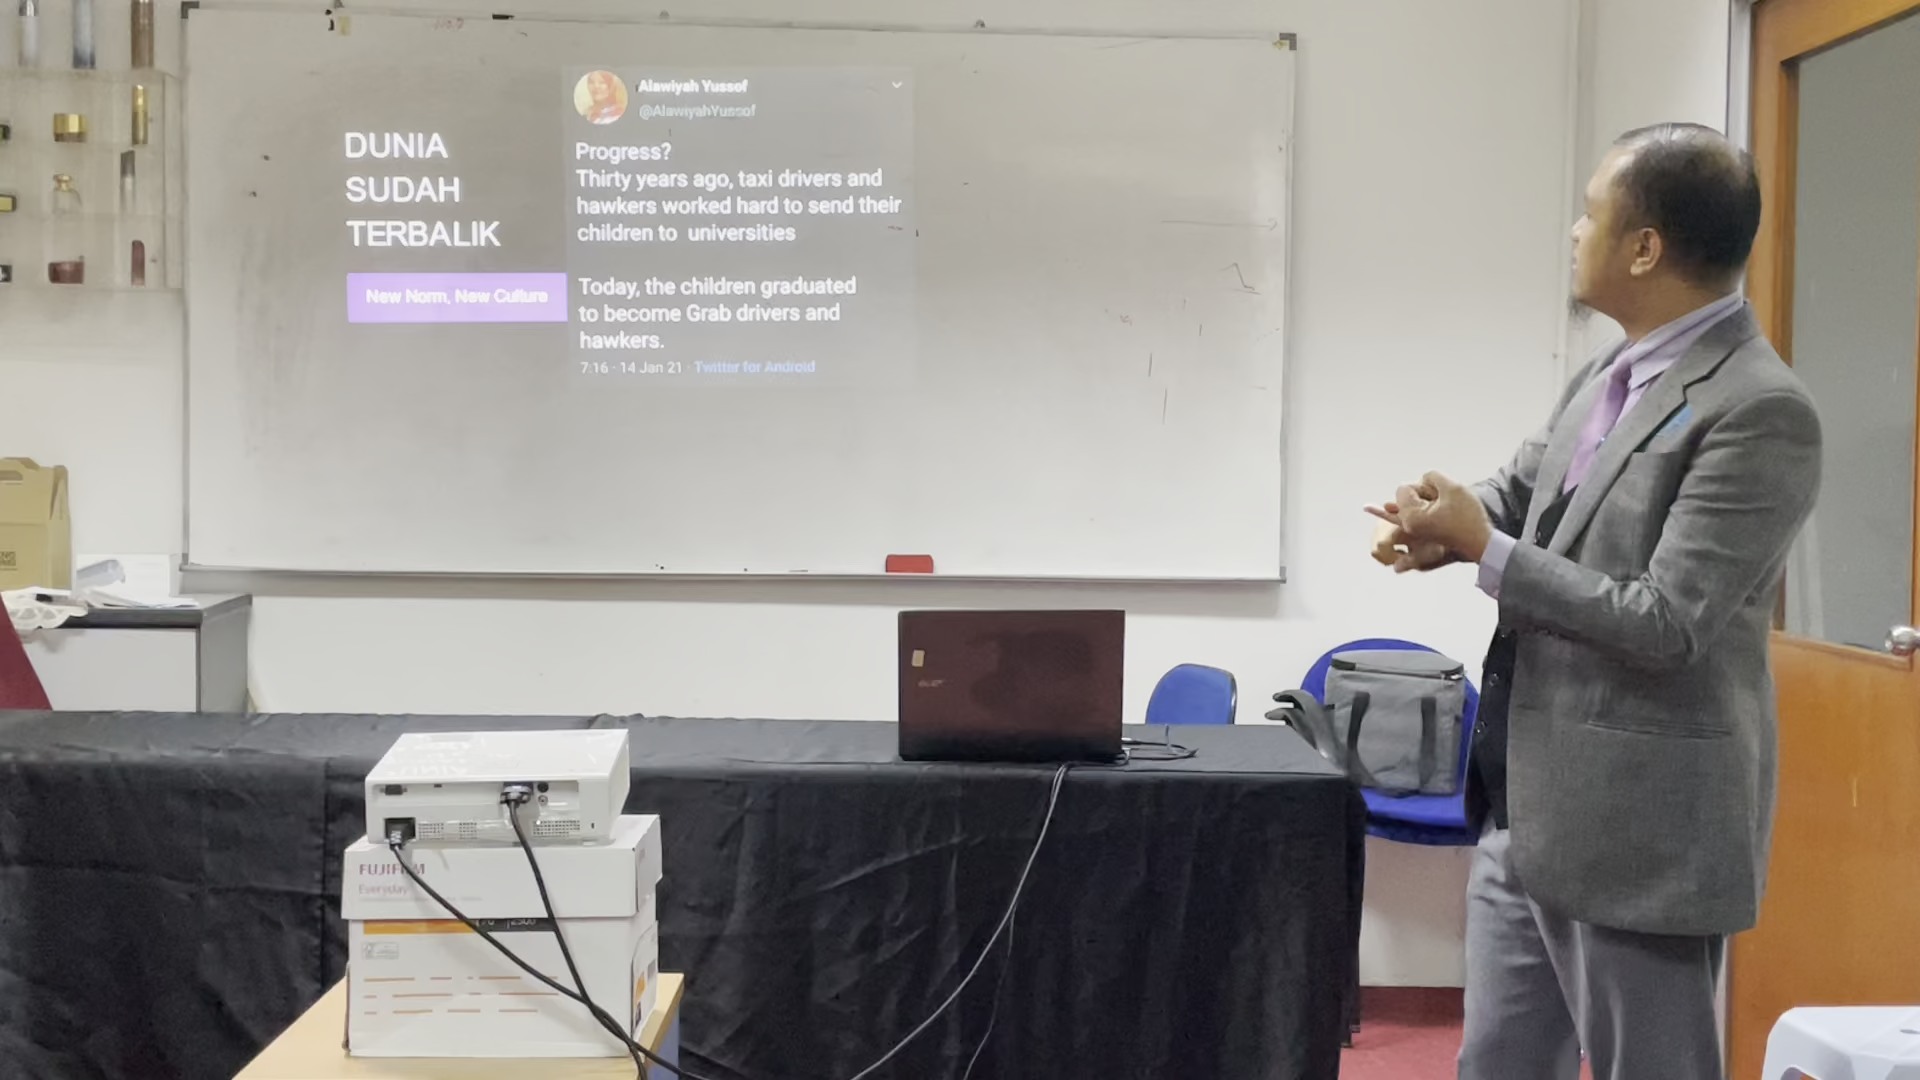 DUNIA
SUDAH
TERBALIK
New Norm, New Culture
Alawiyah Yussof
@AlawiyahYussof
Progress?
Thirty years ago, taxi drivers and
hawkers worked hard to send their
children to universities
Today, the children graduated
to become Grab drivers and
hawkers.
7:16 · 14 Jan 21 · Twitter for Android
FUJIFILM
Everyday
70 2500